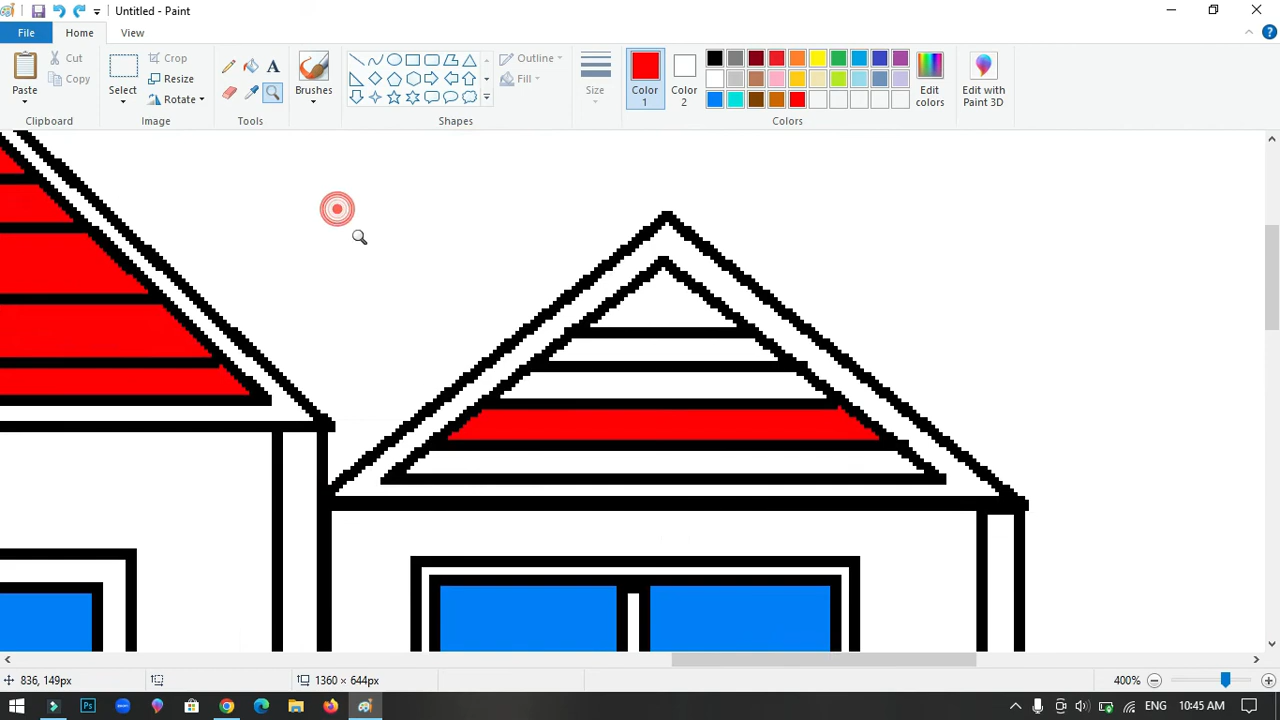 Untitled - Paint
File Home View
Paste
Cut
Copy
Clipboard
Select
Crop
Resize
Rotate
Image
A
Tools
Brushes
Outline
Fill
Shapes
Size
Color 1
Color 2
Colors
Edit colors
Edit with Paint 3D
836, 149px
1360 × 644px
400%
Ps
zoom
ENG
10:45 AM